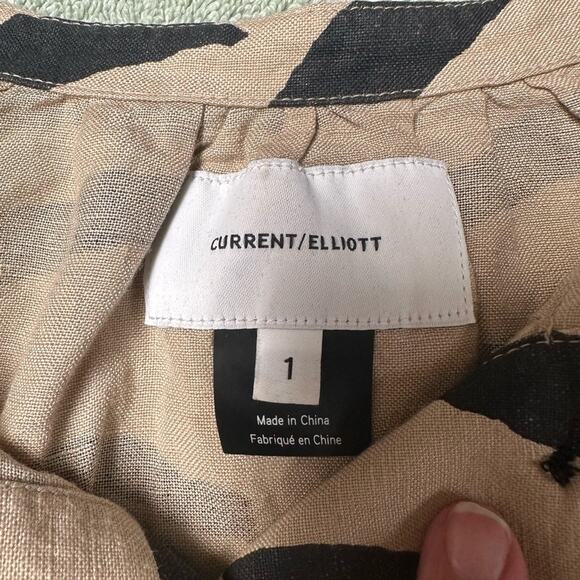 CURRENT/ELLIOTT
1
Made in China
Fabriqué en Chine